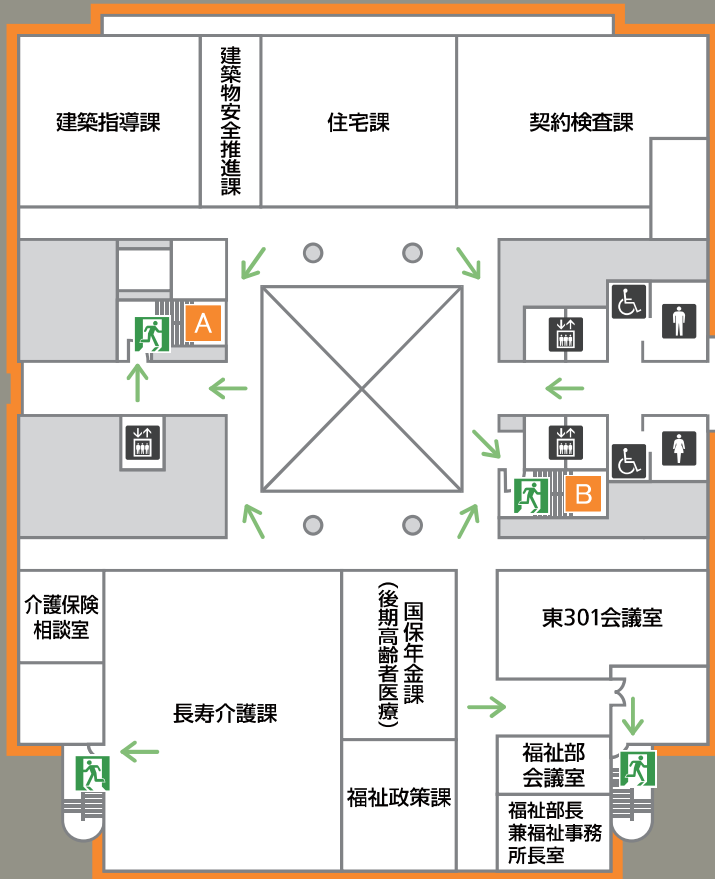 建築指導課
建築物安全推進課
住宅課
契約検査課
A
B
介護保険
相談室
長寿介護課
国保年金課
(後期高齢者医療)
福祉政策課
東301会議室
福祉部
会議室
福祉部長
兼福祉事務
所長室